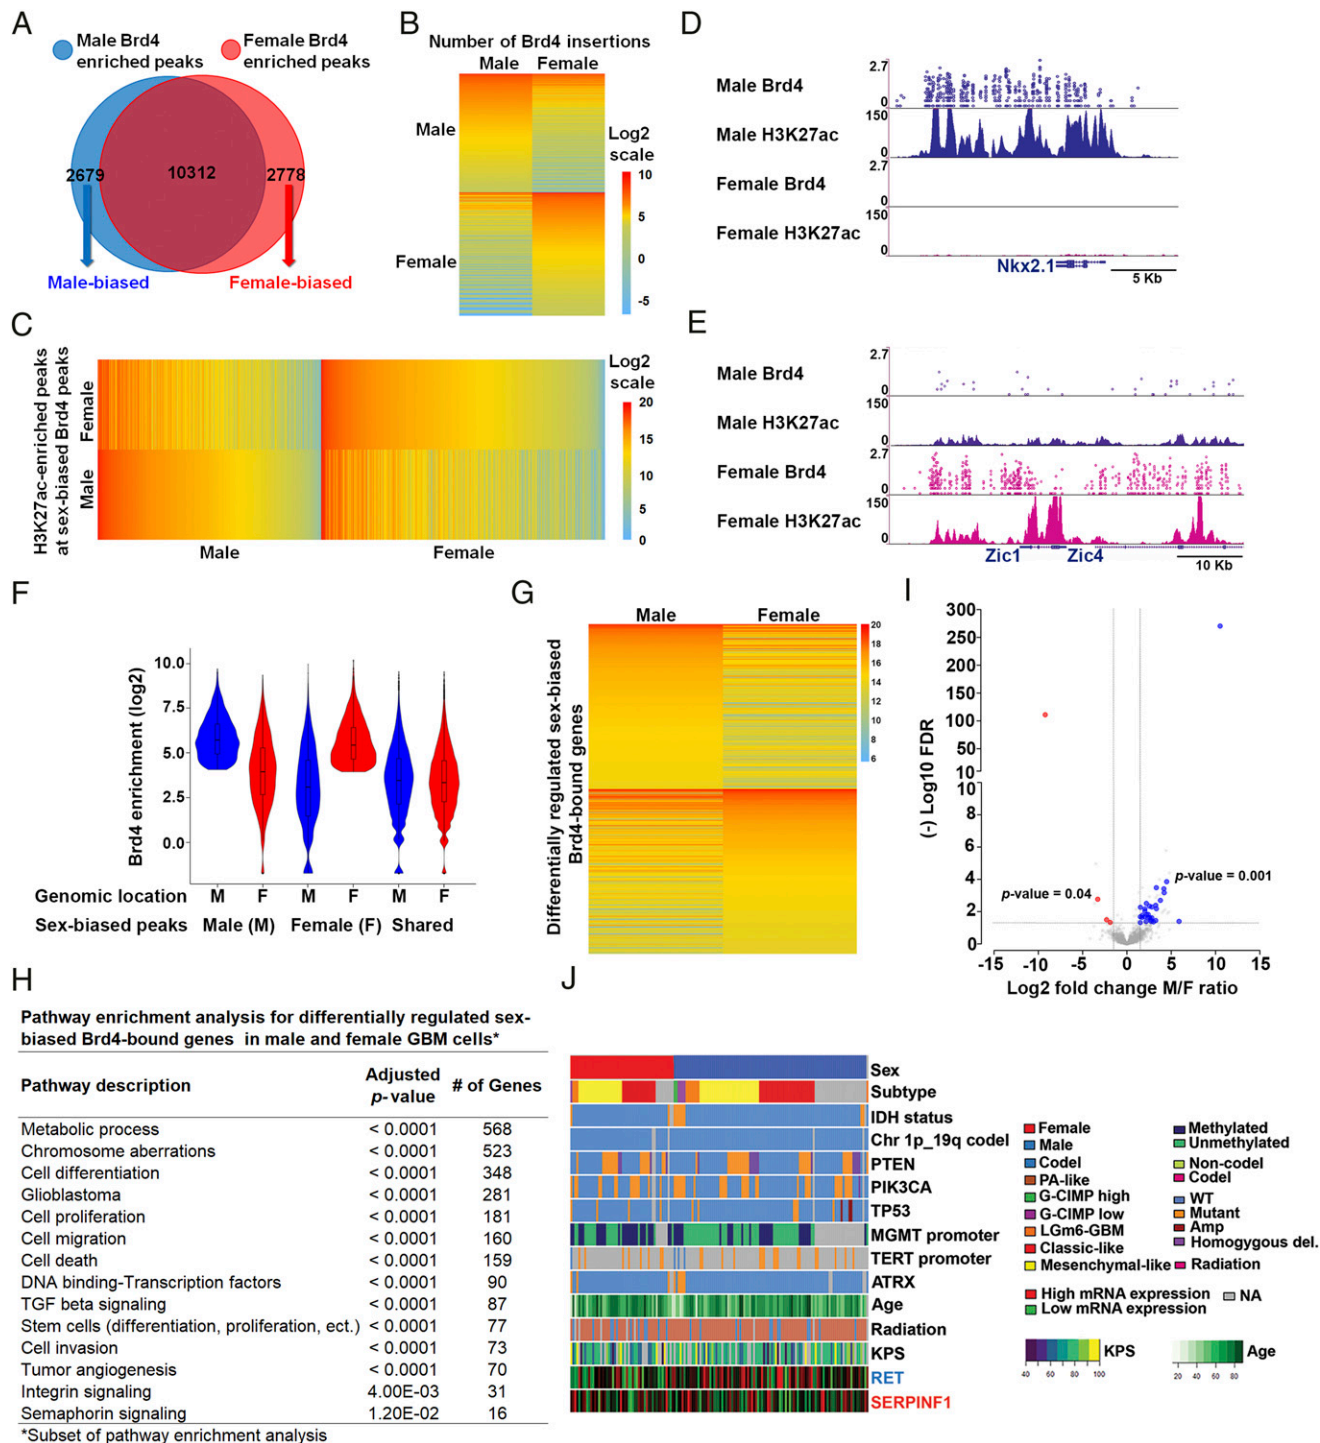 A
Male Brd4
enriched peaks
Female Brd4
enriched peaks
2679
10312
2778
Male-biased
Female-biased
B
Number of Brd4 insertions
Male
Female
Male
Female
Log2
scale
10
5
0
-5
C
H3K27ac-enriched peaks
at sex-biased Brd4 peaks
Female
Male
Male
Female
Log2
scale
20
15
10
5
0
D
Male Brd4
2.7
0
Male H3K27ac
150
0
Female Brd4
2.7
0
Female H3K27ac
150
0
Nkx2.1
5 Kb
E
Male Brd4
2.7
0
Male H3K27ac
150
0
Female Brd4
2.7
0
Female H3K27ac
150
0
Zic1
Zic4
10 Kb
F
Brd4 enrichment (log2)
10.0
7.5
5.0
2.5
0.0
Genomic location
M F M F M F
Sex-biased peaks
Male (M) Female (F) Shared
G
Male
Female
Differentially regulated sex-biased
Brd4-bound genes
20
18
16
14
13
12
11
10
8
6
I
(-) Log10 FDR
300
250
200
150
100
50
10
10
8
6
4
2
0
p-value = 0.04
p-value = 0.001
-15 -10 -5 0 5 10 15
Log2 fold change M/F ratio
H
Pathway enrichment analysis for differentially regulated sex-
biased Brd4-bound genes in male and female GBM cells*
Pathway description Adjusted p-value # of Genes
Metabolic process < 0.0001 568
Chromosome aberrations < 0.0001 523
Cell differentiation < 0.0001 348
Glioblastoma < 0.0001 281
Cell proliferation < 0.0001 181
Cell migration < 0.0001 160
Cell death < 0.0001 159
DNA binding-Transcription factors < 0.0001 90
TGF beta signaling < 0.0001 87
Stem cells (differentiation, proliferation, ect.) < 0.0001 77
Cell invasion < 0.0001 73
Tumor angiogenesis < 0.0001 70
Integrin signaling 4.00E-03 31
Semaphorin signaling 1.20E-02 16
*Subset of pathway enrichment analysis
J
Sex
Subtype
IDH status
Chr 1p_19q codel
PTEN
PIK3CA
TP53
MGMT promoter
TERT promoter
ATRX
Age
Radiation
KPS
RET
SERPINF1
Female
Male
Codel
PA-like
G-CIMP high
G-CIMP low
LGm6-GBM
Classic-like
Mesenchymal-like
High mRNA expression
Low mRNA expression
Methylated
Unmethylated
Non-codel
Codel
WT
Mutant
Amp
Homogygous del.
Radiation
NA
KPS
40 60 80 100
Age
20 40 60 80